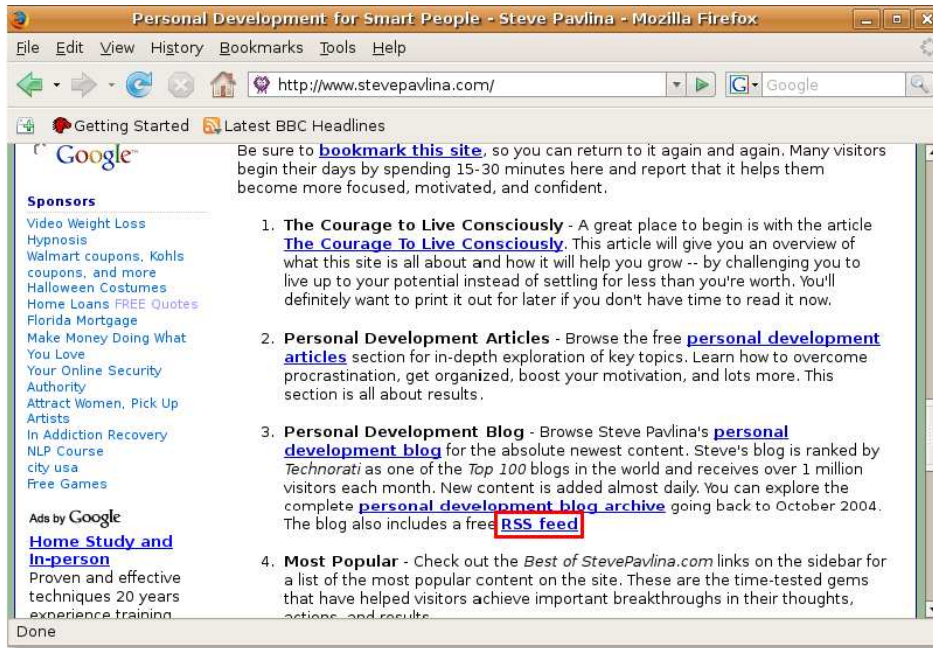 Personal Development for Smart People - Steve Pavlina - Mozilla Firefox
File Edit View History Bookmarks Tools Help
http://www.stevepavlina.com/
G Google
Getting Started Latest BBC Headlines
Google
Sponsors
Video Weight Loss
Hypnosis
Walmart coupons, Kohls
coupons, and more
Halloween Costumes
Home Loans FREE Quotes
Florida Mortgage
Make Money Doing What
You Love
Your Online Security
Authority
Attract Women, Pick Up
Artists
In Addiction Recovery
NLP Course
city usa
Free Games
Ads by Google
Home Study and
In-person
Proven and effective
techniques 20 years
experience training
Be sure to bookmark this site, so you can return to it again and again. Many visitors
begin their days by spending 15-30 minutes here and report that it helps them
become more focused, motivated, and confident.
1. The Courage to Live Consciously - A great place to begin is with the article
The Courage To Live Consciously. This article will give you an overview of
what this site is all about and how it will help you grow -- by challenging you to
live up to your potential instead of settling for less than you're worth. You'll
definitely want to print it out for later if you don't have time to read it now.
2. Personal Development Articles - Browse the free personal development
articles section for in-depth exploration of key topics. Learn how to overcome
procrastination, get organized, boost your motivation, and lots more. This
section is all about results.
3. Personal Development Blog - Browse Steve Pavlina's personal
development blog for the absolute newest content. Steve's blog is ranked by
Technorati as one of the Top 100 blogs in the world and receives over 1 million
visitors each month. New content is added almost daily. You can explore the
complete personal development blog archive going back to October 2004.
The blog also includes a free RSS feed
4. Most Popular - Check out the Best of StevePavlina.com links on the sidebar for
a list of the most popular content on the site. These are the time-tested gems
that have helped visitors achieve important breakthroughs in their thoughts,
actions, and results.
Done